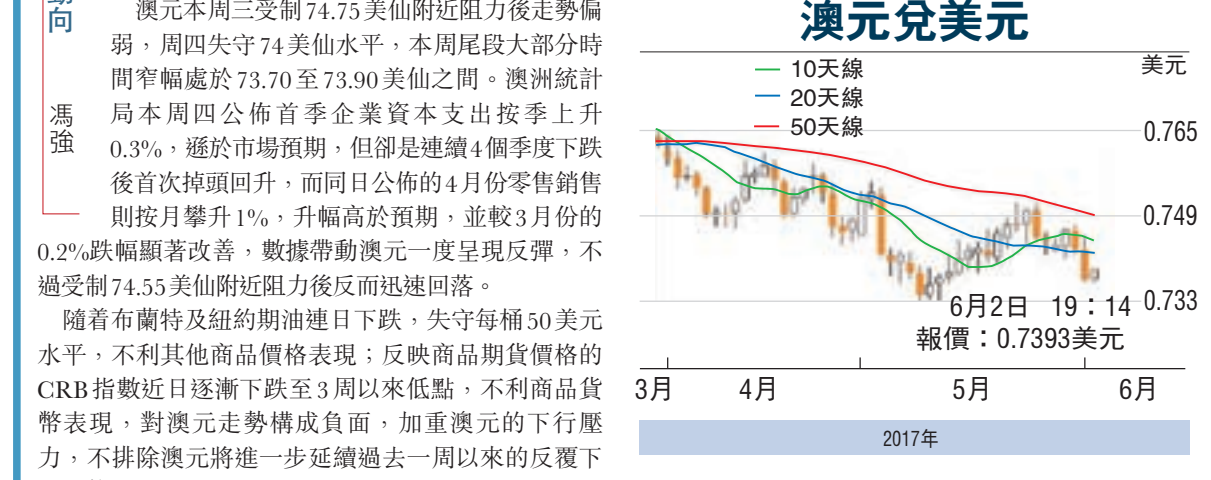 動向
馮強
澳元本周三受制74.75美仙附近阻力後走勢偏
弱，周四失守74美仙水平，本周尾段大部分時
間窄幅處於73.70至73.90美仙之間。澳洲統計
局本周四公佈首季企業資本支出按季上升
0.3%，遜於市場預期，但卻是連續4個季度下跌
後首次掉頭回升，而同日公佈的4月份零售銷售
則按月攀升1%，升幅高於預期，並較3月份的
0.2%跌幅顯著改善，數據帶動澳元一度呈現反彈，不
過受制74.55美仙附近阻力後反而迅速回落。
隨着布蘭特及紐約期油連日下跌，失守每桶50美元
水平，不利其他商品價格表現；反映商品期貨價格的
CRB指數近日逐漸下跌至3周以來低點，不利商品貨
幣表現，對澳元走勢構成負面，加重澳元的下行壓
力，不排除澳元將進一步延續過去一周以來的反覆下
澳元兌美元
美元
10天線
20天線
50天線
0.765
0.749
0.733
6月2日 19：14
報價：0.7393美元
3月 4月 5月 6月
2017年